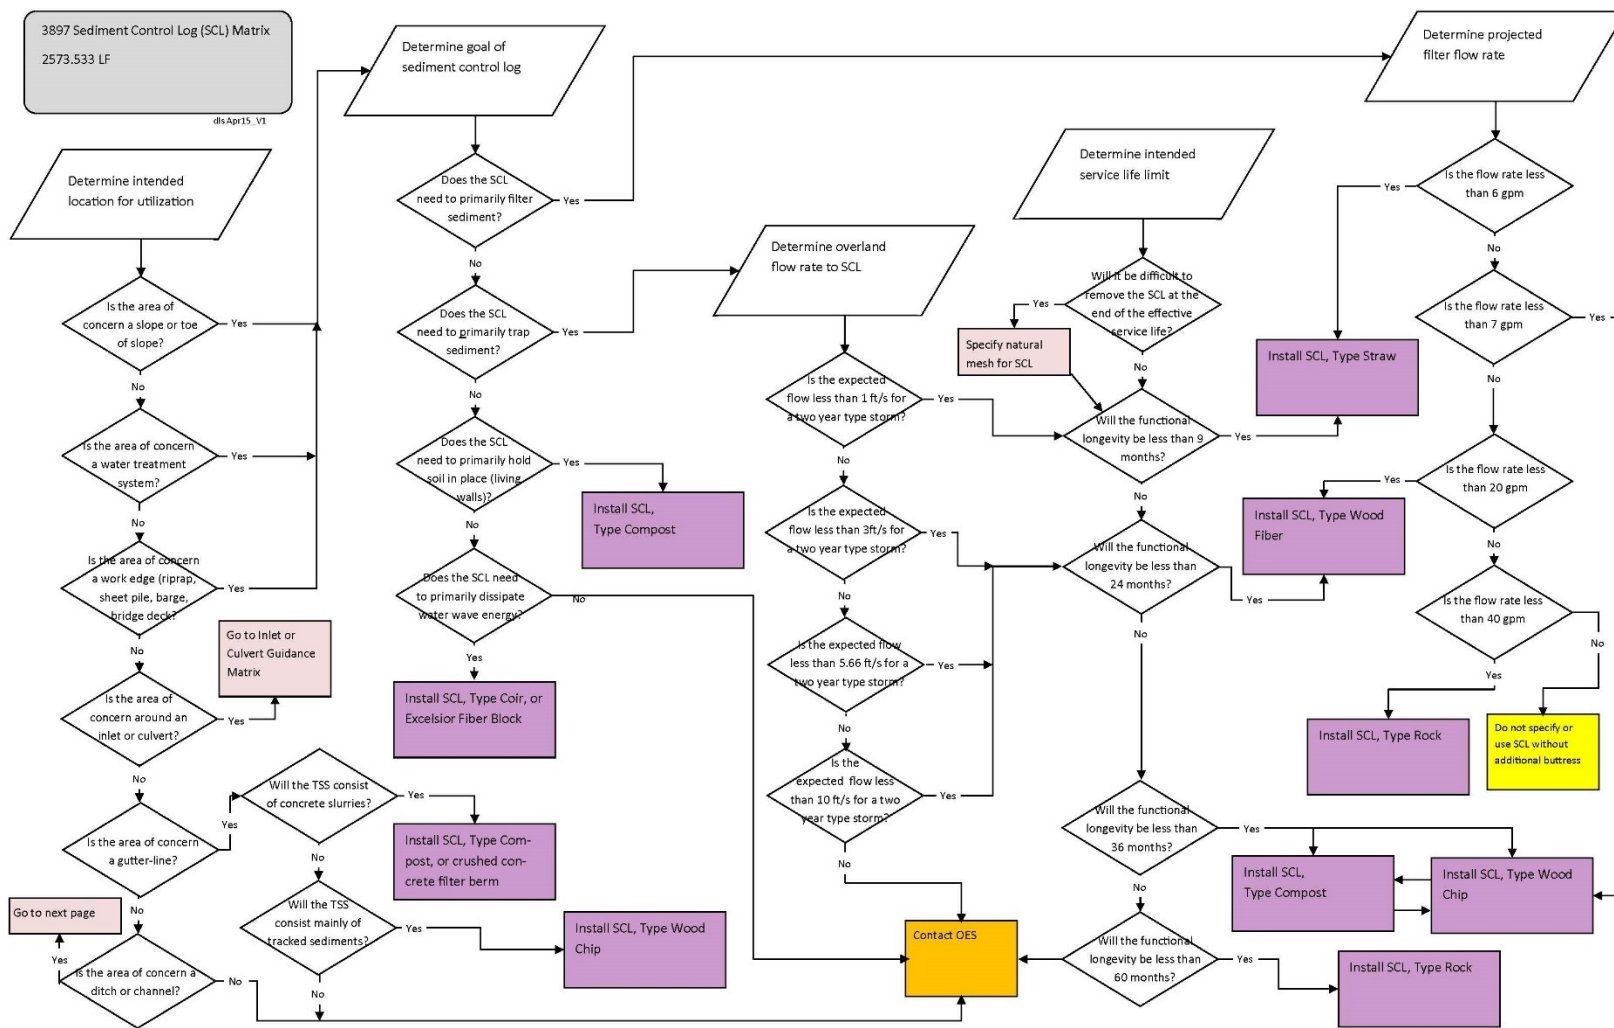 3897 Sediment Control Log (SCL) Matrix
2573.533 LF
dls Apr15_V1
Determine intended
location for utilization
Is the area of
concern a slope or toe
of slope?
Yes
No
Is the area of concern
a water treatment
system?
Yes
No
Is the area of concern
a work edge (riprap,
sheet pile, barge,
bridge deck?
Yes
No
Go to Inlet or
Culvert Guidance
Matrix
Is the area of
concern around an
inlet or culvert?
Yes
No
Is the area of concern
a gutter-line?
Yes
No
Go to next page
Yes
Is the area of concern a
ditch or channel?
No
Will the TSS consist
of concrete slurries?
Yes
No
Install SCL, Type Com-
post, or crushed con-
crete filter berm
Will the TSS
consist mainly of
tracked sediments?
Yes
No
Install SCL, Type Wood
Chip
Determine goal of
sediment control log
Does the SCL
need to primarily filter
sediment?
Yes
No
Does the SCL
need to primarily trap
sediment?
Yes
No
Does the SCL
need to primarily hold
soil in place (living
walls)?
Yes
No
Install SCL,
Type Compost
Does the SCL need
to primarily dissipate
water wave energy?
No
Yes
Install SCL, Type Coir, or
Excelsior Fiber Block
Determine overland
flow rate to SCL
Is the expected
flow less than 1 ft/s for
a two year type storm?
Yes
No
Is the expected
flow less than 3ft/s for
a two year type storm?
Yes
No
Is the expected flow
less than 5.66 ft/s for a
two year type storm?
Yes
No
Is the
expected flow less
than 10 ft/s for a two
year type storm?
Yes
No
Contact OES
Determine intended
service life limit
Will it be difficult to
remove the SCL at the
end of the effective
service life?
Yes
No
Specify natural
mesh for SCL
Will the functional
longevity be less than 9
months?
Yes
No
Will the functional
longevity be less than
24 months?
Yes
No
Will the functional
longevity be less than
36 months?
Yes
No
Will the functional
longevity be less than
60 months?
Yes
Install SCL, Type Rock
Install SCL,
Type Compost
Install SCL, Type Wood
Chip
Determine projected
filter flow rate
Is the flow rate less
than 6 gpm
Yes
No
Is the flow rate less
than 7 gpm
Yes
No
Install SCL, Type Straw
Is the flow rate less
than 20 gpm
Yes
No
Install SCL, Type Wood
Fiber
Is the flow rate less
than 40 gpm
No
Yes
Install SCL, Type Rock
Do not specify or
use SCL without
additional buttress